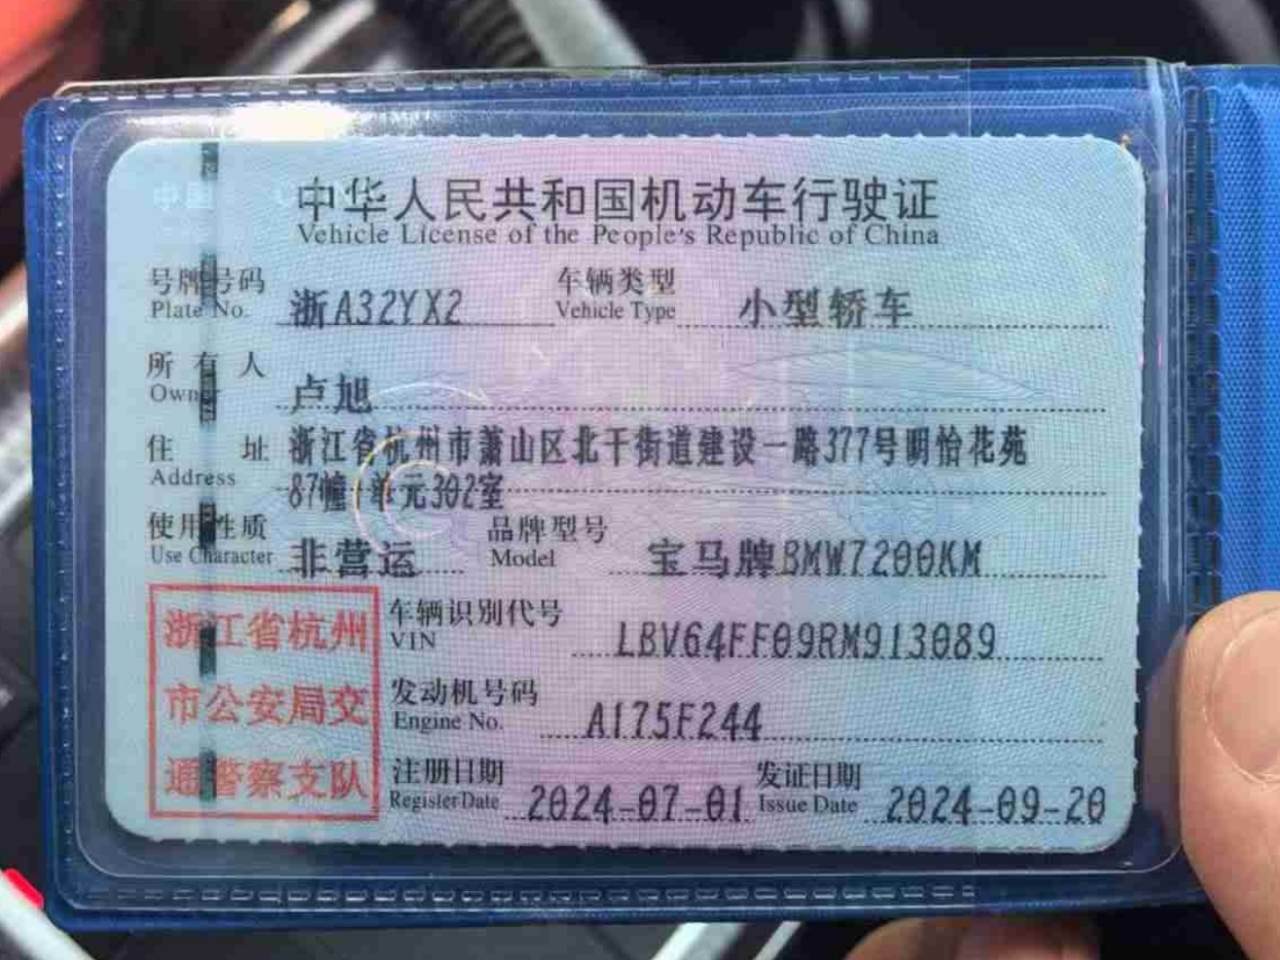 中华人民共和国机动车行驶证
Vehicle License of the People's Republic of China
号牌号码 浙A32YX2 车辆类型 小型轿车
Plate No. Vehicle Type
所有人 卢旭
Owner
住址 浙江省杭州市萧山区北干街道建设一路377号明怡花苑
Address 87幢 单元302室
使用性质 非营运 品牌型号 宝马牌BMW7200KM
Use Character Model
浙江省杭州 车辆识别代号 LBV64FF09RM913089
VIN
市公安局交 发动机号码 A175F244
Engine No.
通警察支队 注册日期 2024-07-01 发证日期 2024-09-20
Register Date Issue Date